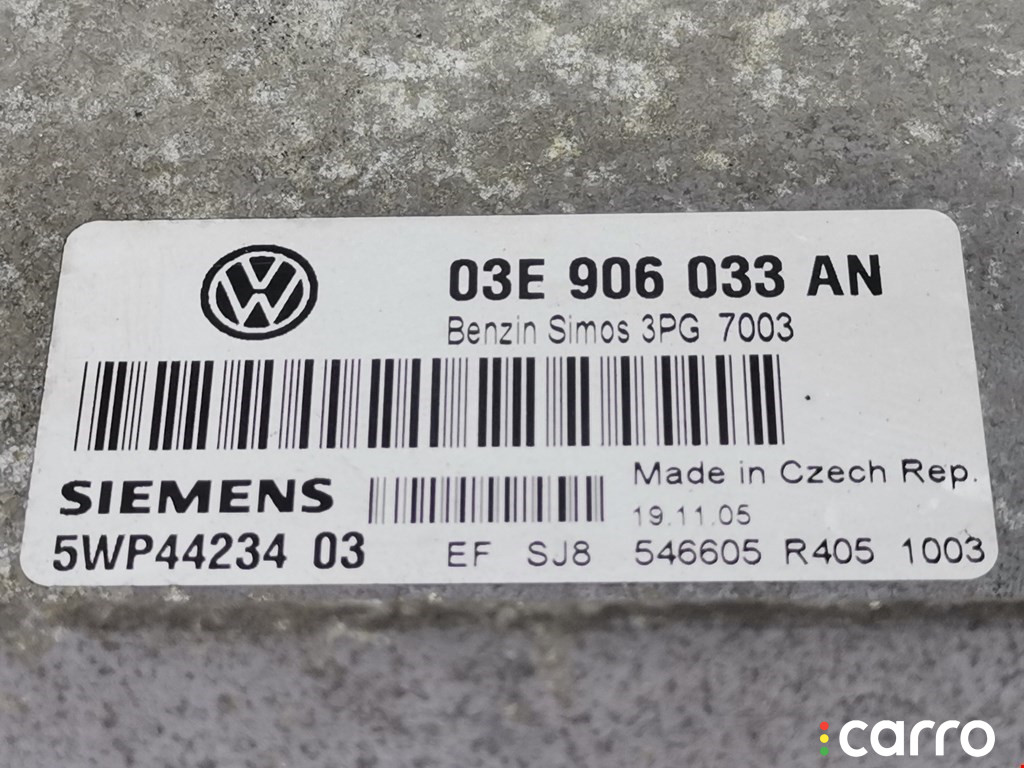 03E 906 033 AN
Benzin Simos 3PG 7003
SIEMENS
Made in Czech Rep.
19.11.05
5WP44234 03
EF SJ8 546605 R405 1003
carro